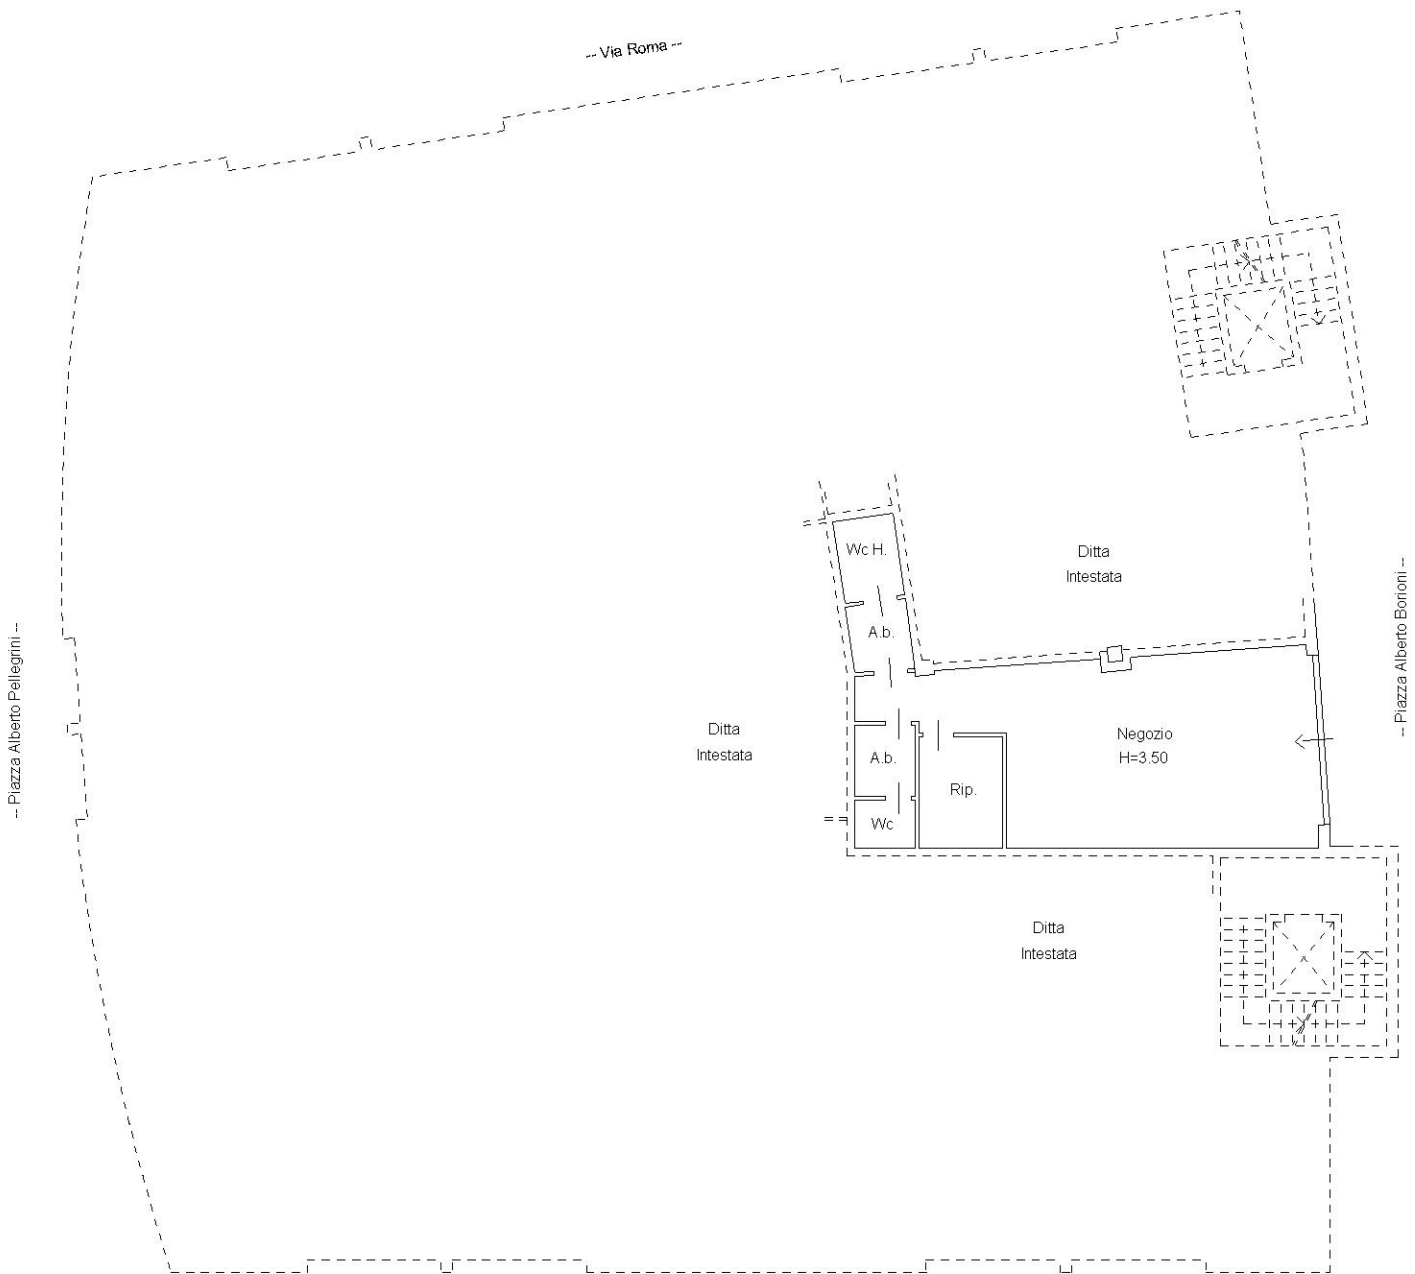 -- Via Roma --
Wc H.
Ditta
Intestata
A.b.
-- Piazza Alberto Pellegrini --
-- Piazza Alberto Borioni --
Ditta
Intestata
Negozio
H=3.50
A.b.
Rip.
Wc
Ditta
Intestata